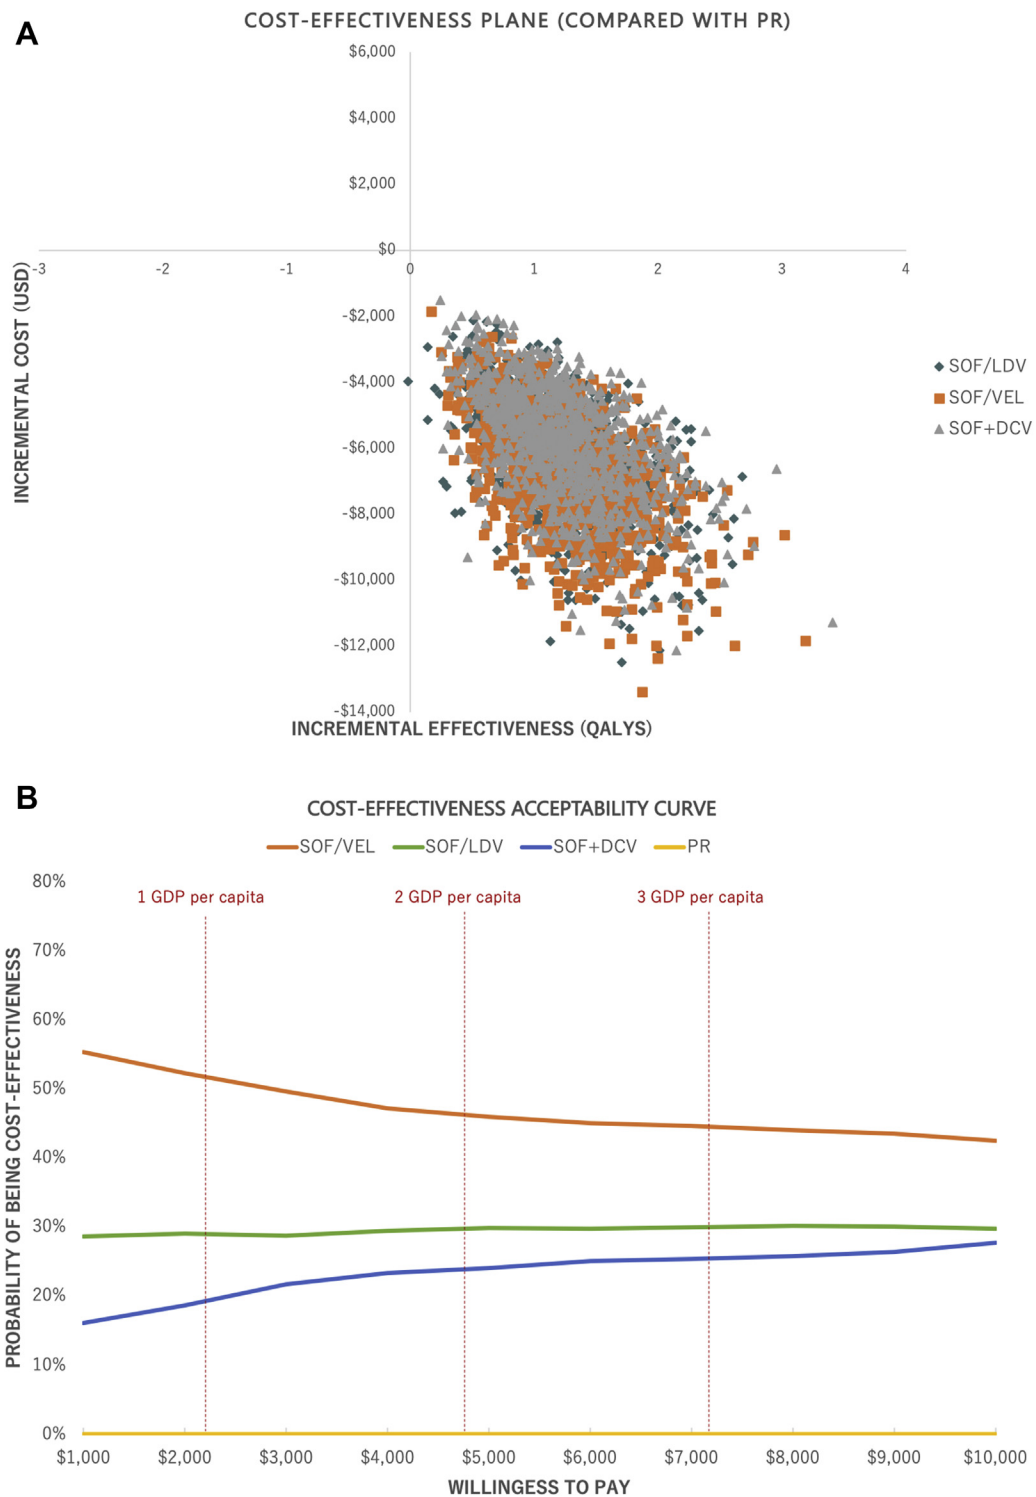 A
COST-EFFECTIVENESS PLANE (COMPARED WITH PR)
$6,000
$4,000
$2,000
$0
-3 -2 -1 0 1 2 3 4
-$2,000
-$4,000
-$6,000
-$8,000
-$10,000
-$12,000
-$14,000
INCREMENTAL COST (USD)
INCREMENTAL EFFECTIVENESS (QALYS)
SOF/LDV
SOF/VEL
SOF+DCV
B
COST-EFFECTIVENESS ACCEPTABILITY CURVE
SOF/VEL SOF/LDV SOF+DCV PR
80%
1 GDP per capita 2 GDP per capita 3 GDP per capita
70%
60%
50%
40%
30%
20%
10%
0%
PROBABILITY OF BEING COST-EFFECTIVENESS
$1,000 $2,000 $3,000 $4,000 $5,000 $6,000 $7,000 $8,000 $9,000 $10,000
WILLINGESS TO PAY